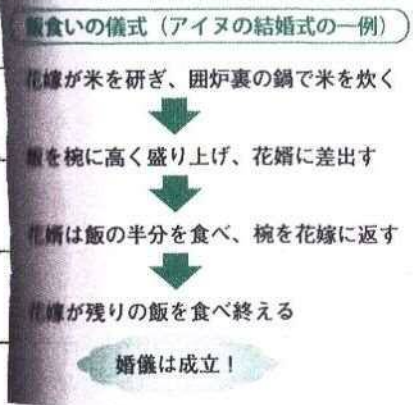 飯食いの儀式（アイヌの結婚式の一例）
花嫁が米を研ぎ、囲炉裏の鍋で米を炊く
飯を椀に高く盛り上げ、花婿に差出す
花婿は飯の半分を食べ、椀を花嫁に返す
花嫁が残りの飯を食べ終える
婚儀は成立！